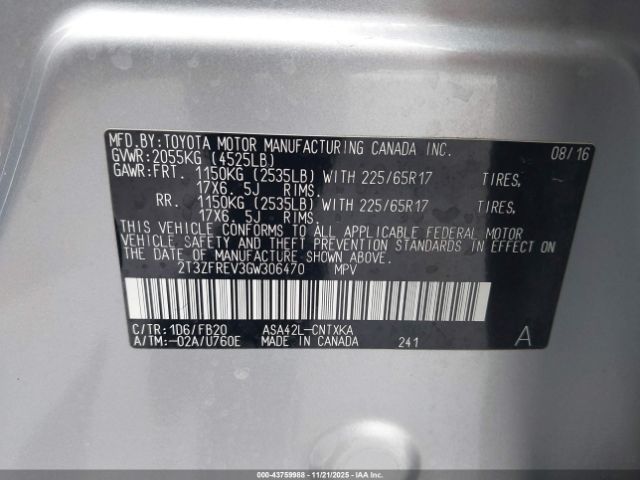 MFD.BY:TOYOTA MOTOR MANUFACTURING CANADA INC. 08/16
GVWR:2055KG (4525LB)
GAWR:FRT. 1150KG (2535LB) WITH 225/65R17 TIRES,
17X6.5J RIMS.
RR. 1150KG (2535LB) WITH 225/65R17 TIRES,
17X6.5J RIMS.
THIS VEHICLE CONFORMS TO ALL APPLICABLE FEDERAL MOTOR
VEHICLE SAFETY AND THEFT PREVENTION STANDARDS IN EFFECT ON
THE DATE OF MANUFACTURE SHOWN ABOVE.
2T3ZFREV3GW306470 MPV
C/TR:1D6/FB20 ASA42L-CNTXKA
A/TM:-02A/U760E MADE IN CANADA 241 A
000-43759988 - 11/21/2025 - IAAI.COM